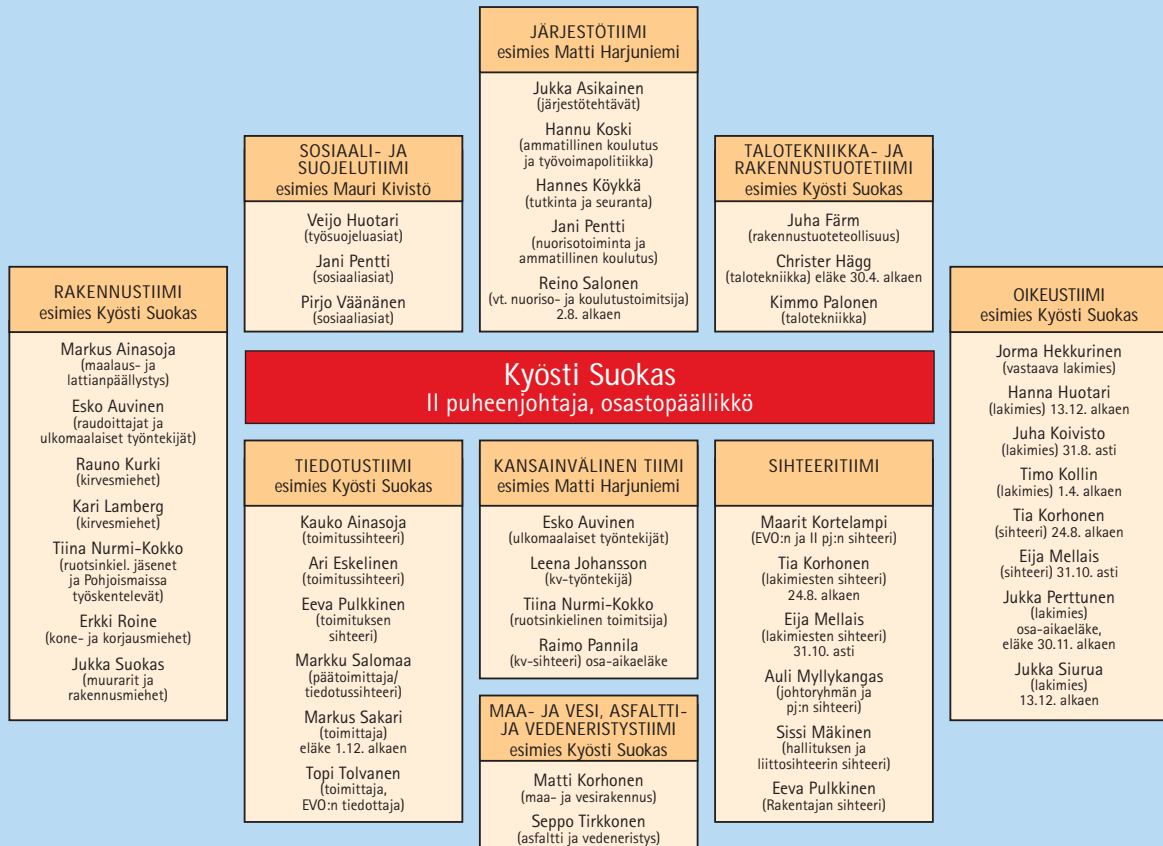 JÄRJESTÖTIIMI
esimies Matti Harjuniemi
Jukka Asikainen
(järjestötehtävät)
Hannu Koski
(ammatillinen koulutus
ja työvoimapolitiikka)
Hannes Köykkä
(tutkinta ja seuranta)
Jani Pentti
(nuorisotoiminta ja
ammatillinen koulutus)
Reino Salonen
(vt. nuoriso- ja koulutustoimitsija)
2.8. alkaen
SOSIAALI- JA
SUOJELUTIIMI
esimies Mauri Kivistö
Veijo Huotari
(työsuojeluasiat)
Jani Pentti
(sosiaaliasiat)
Pirjo Väänänen
(sosiaaliasiat)
TALOTEKNIIKKA- JA
RAKENNUSTUOTETIIMI
esimies Kyösti Suokas
Juha Färm
(rakennustuoteteollisuus)
Christer Hägg
(talotekniikka) eläke 30.4. alkaen
Kimmo Palonen
(talotekniikka)
RAKENNUSTIIMI
esimies Kyösti Suokas
Markus Ainasoja
(maalaus- ja
lattianpäällystys)
Esko Auvinen
(raudoittajat ja
ulkomaalaiset työntekijät)
Rauno Kurki
(kirvesmiehet)
Kari Lamberg
(kirvesmiehet)
Tiina Nurmi-Kokko
(ruotsinkiel. jäsenet
ja Pohjoismaissa
työskentelevät)
Erkki Roine
(kone- ja korjausmiehet)
Jukka Suokas
(muurarit ja
rakennusmiehet)
Kyösti Suokas
II puheenjohtaja, osastopäällikkö
OIKEUSTIIMI
esimies Kyösti Suokas
Jorma Hekkurinen
(vastaava lakimies)
Hanna Huotari
(lakimies) 13.12. alkaen
Juha Koivisto
(lakimies) 31.8. asti
Timo Kollin
(lakimies) 1.4. alkaen
Tia Korhonen
(sihteeri) 24.8. alkaen
Eija Mellais
(sihteeri) 31.10. asti
Jukka Perttunen
(lakimies)
osa-aikaeläke,
eläke 30.11. alkaen
Jukka Siurua
(lakimies)
13.12. alkaen
TIEDOTUSTIIMI
esimies Kyösti Suokas
Kauko Ainasoja
(toimitussihteeri)
Ari Eskelinen
(toimitussihteeri)
Eeva Pulkkinen
(toimituksen
sihteeri)
Markku Salomaa
(päätoimittaja/
tiedotussihteeri)
Markus Sakari
(toimittaja)
eläke 1.12. alkaen
Topi Tolvanen
(toimittaja,
EVO:n tiedottaja)
KANSAINVÄLINEN TIIMI
esimies Matti Harjuniemi
Esko Auvinen
(ulkomaalaiset työntekijät)
Leena Johansson
(kv-työntekijä)
Tiina Nurmi-Kokko
(ruotsinkielinen toimitsija)
Raimo Pannila
(kv-sihteeri) osa-aikaeläke
MAA- JA VESI, ASFALTTI-
JA VEDENERISTYSTIIMI
esimies Kyösti Suokas
Matti Korhonen
(maa- ja vesirakennus)
Seppo Tirkkonen
(asfaltti ja vedeneristys)
SIHTEERITIIMI
Maarit Kortelampi
(EVO:n ja II pj:n sihteeri)
Tia Korhonen
(lakimiesten sihteeri)
24.8. alkaen
Eija Mellais
(lakimiesten sihteeri)
31.10. asti
Auli Myllykangas
(johtoryhmän ja
pj:n sihteeri)
Sissi Mäkinen
(hallituksen ja
liittosihteerin sihteeri)
Eeva Pulkkinen
(Rakentajan sihteeri)